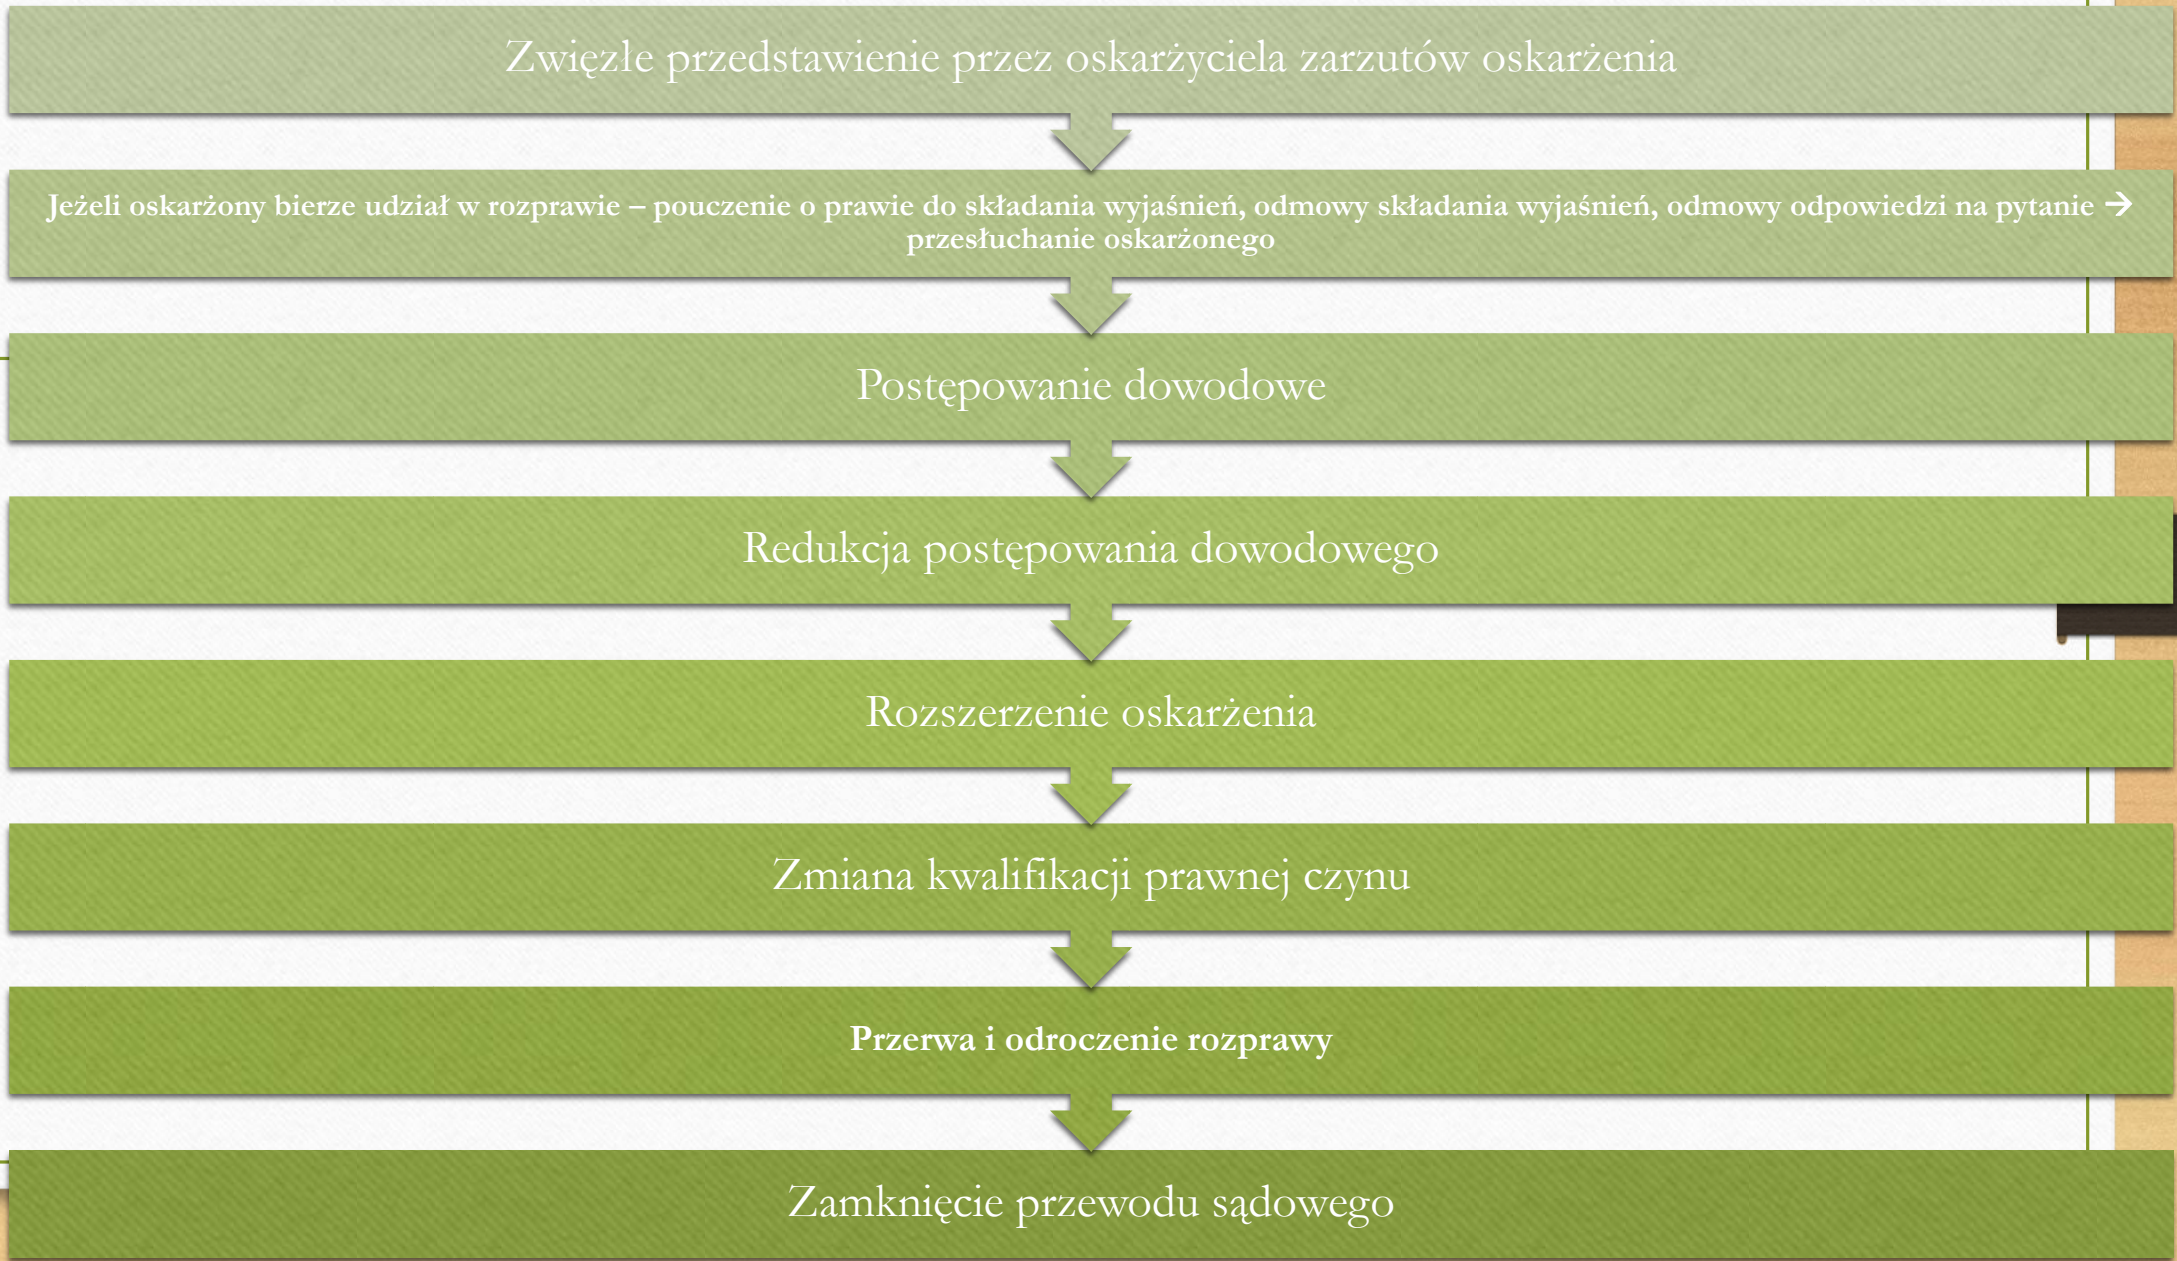 Zwięzłe przedstawienie przez oskarżyciela zarzutów oskarżenia
Jeżeli oskarżony bierze udział w rozprawie – pouczenie o prawie do składania wyjaśnień, odmowy składania wyjaśnień, odmowy odpowiedzi na pytanie →
przesłuchanie oskarżonego
Postępowanie dowodowe
Redukcja postępowania dowodowego
Rozszerzenie oskarżenia
Zmiana kwalifikacji prawnej czynu
Przerwa i odroczenie rozprawy
Zamknięcie przewodu sądowego